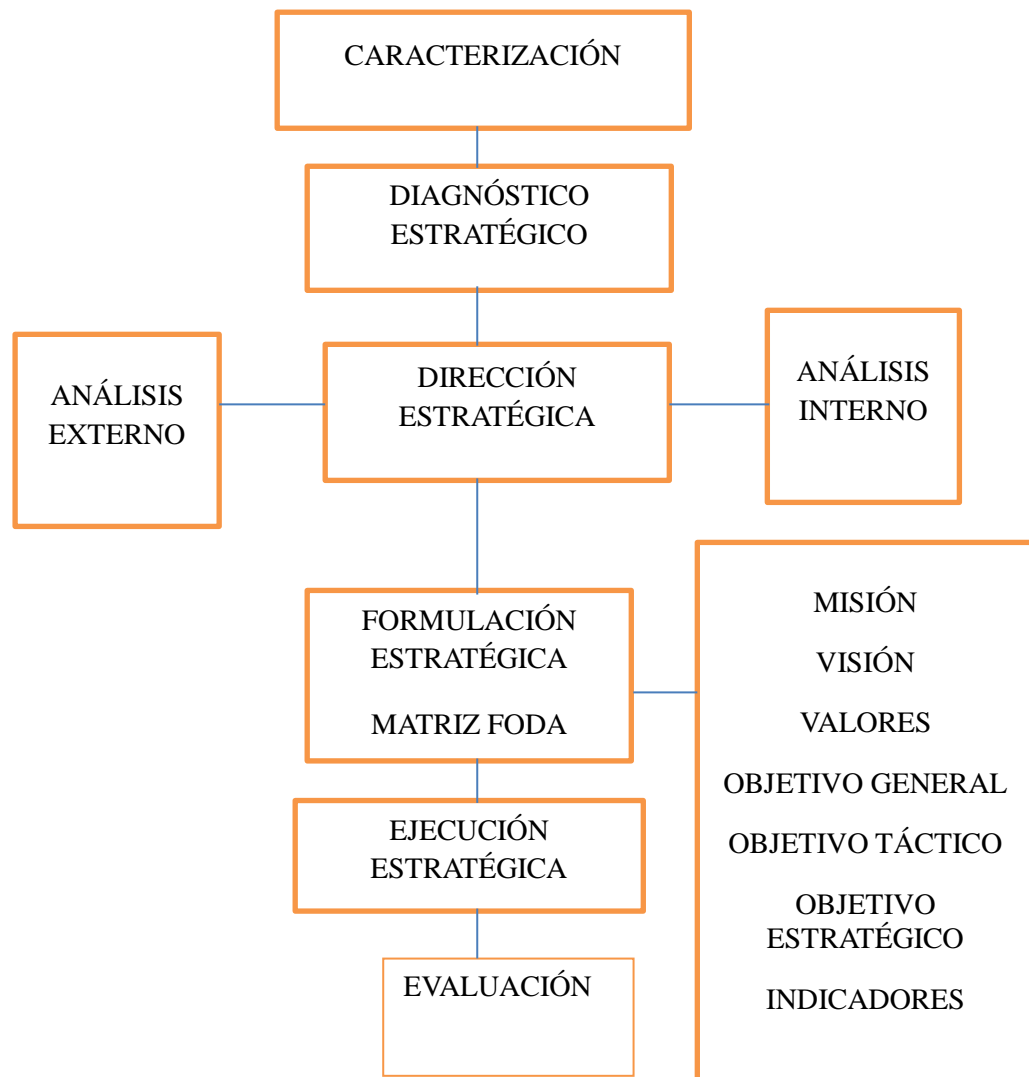 CARACTERIZACIÓN
DIAGNÓSTICO
ESTRATÉGICO
ANÁLISIS
EXTERNO
DIRECCIÓN
ESTRATÉGICA
ANÁLISIS
INTERNO
FORMULACIÓN
ESTRATÉGICA
MATRIZ FODA
MISIÓN
VISIÓN
VALORES
OBJETIVO GENERAL
OBJETIVO TÁCTICO
OBJETIVO
ESTRATÉGICO
INDICADORES
EJECUCIÓN
ESTRATÉGICA
EVALUACIÓN